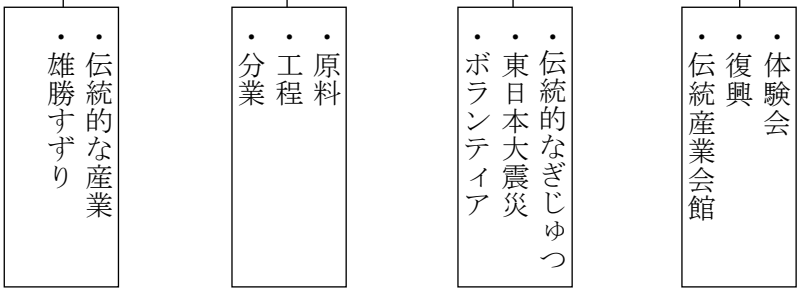 ・体験会
・復興
・伝統産業会館
・伝統的なぎじゅつ
・東日本大震災
・ボランティア
・原料
・工程
・分業
・伝統的な産業
・雄勝すずり